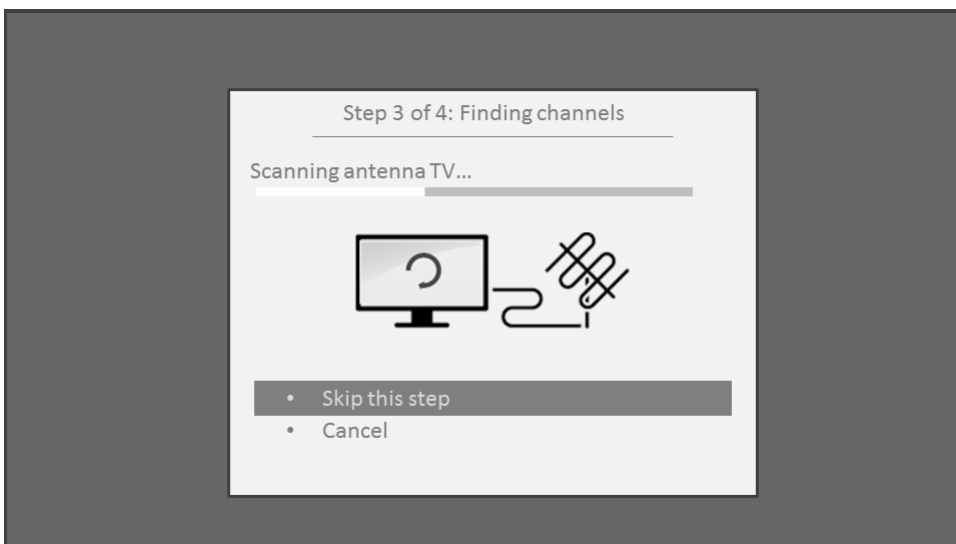 Step 3 of 4: Finding channels
Scanning antenna TV...
• Skip this step
• Cancel